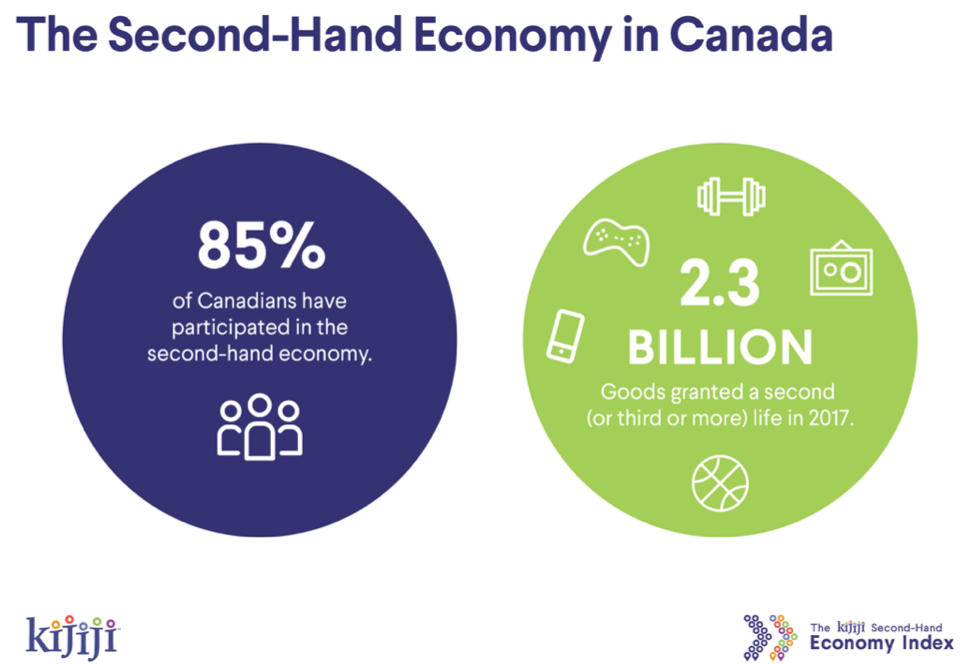 The Second-Hand Economy in Canada
85%
of Canadians have
participated in the
second-hand economy.
2.3
BILLION
Goods granted a second
(or third or more) life in 2017.
kijiji
The kijiji Second-Hand
Economy Index